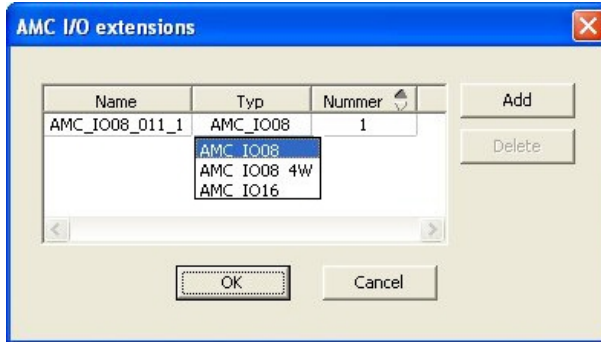 AMC I/O extensions
Name Typ Nummer Add
AMC_IO08_011_1 AMC_IO08 1
AMC_IO08 Delete
AMC_IO08_4W
AMC_IO16
OK Cancel